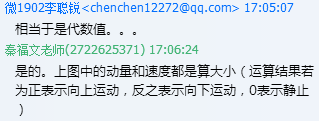 微1902李聪锐<chenchen12272@qq.com> 17:05:07
相当于是代数值。。。
秦福文老师(2722625371) 17:06:24
是的。上图中的动量和速度都是算大小（运算结果若
为正表示向上运动，反之表示向下运动，0表示静止
）